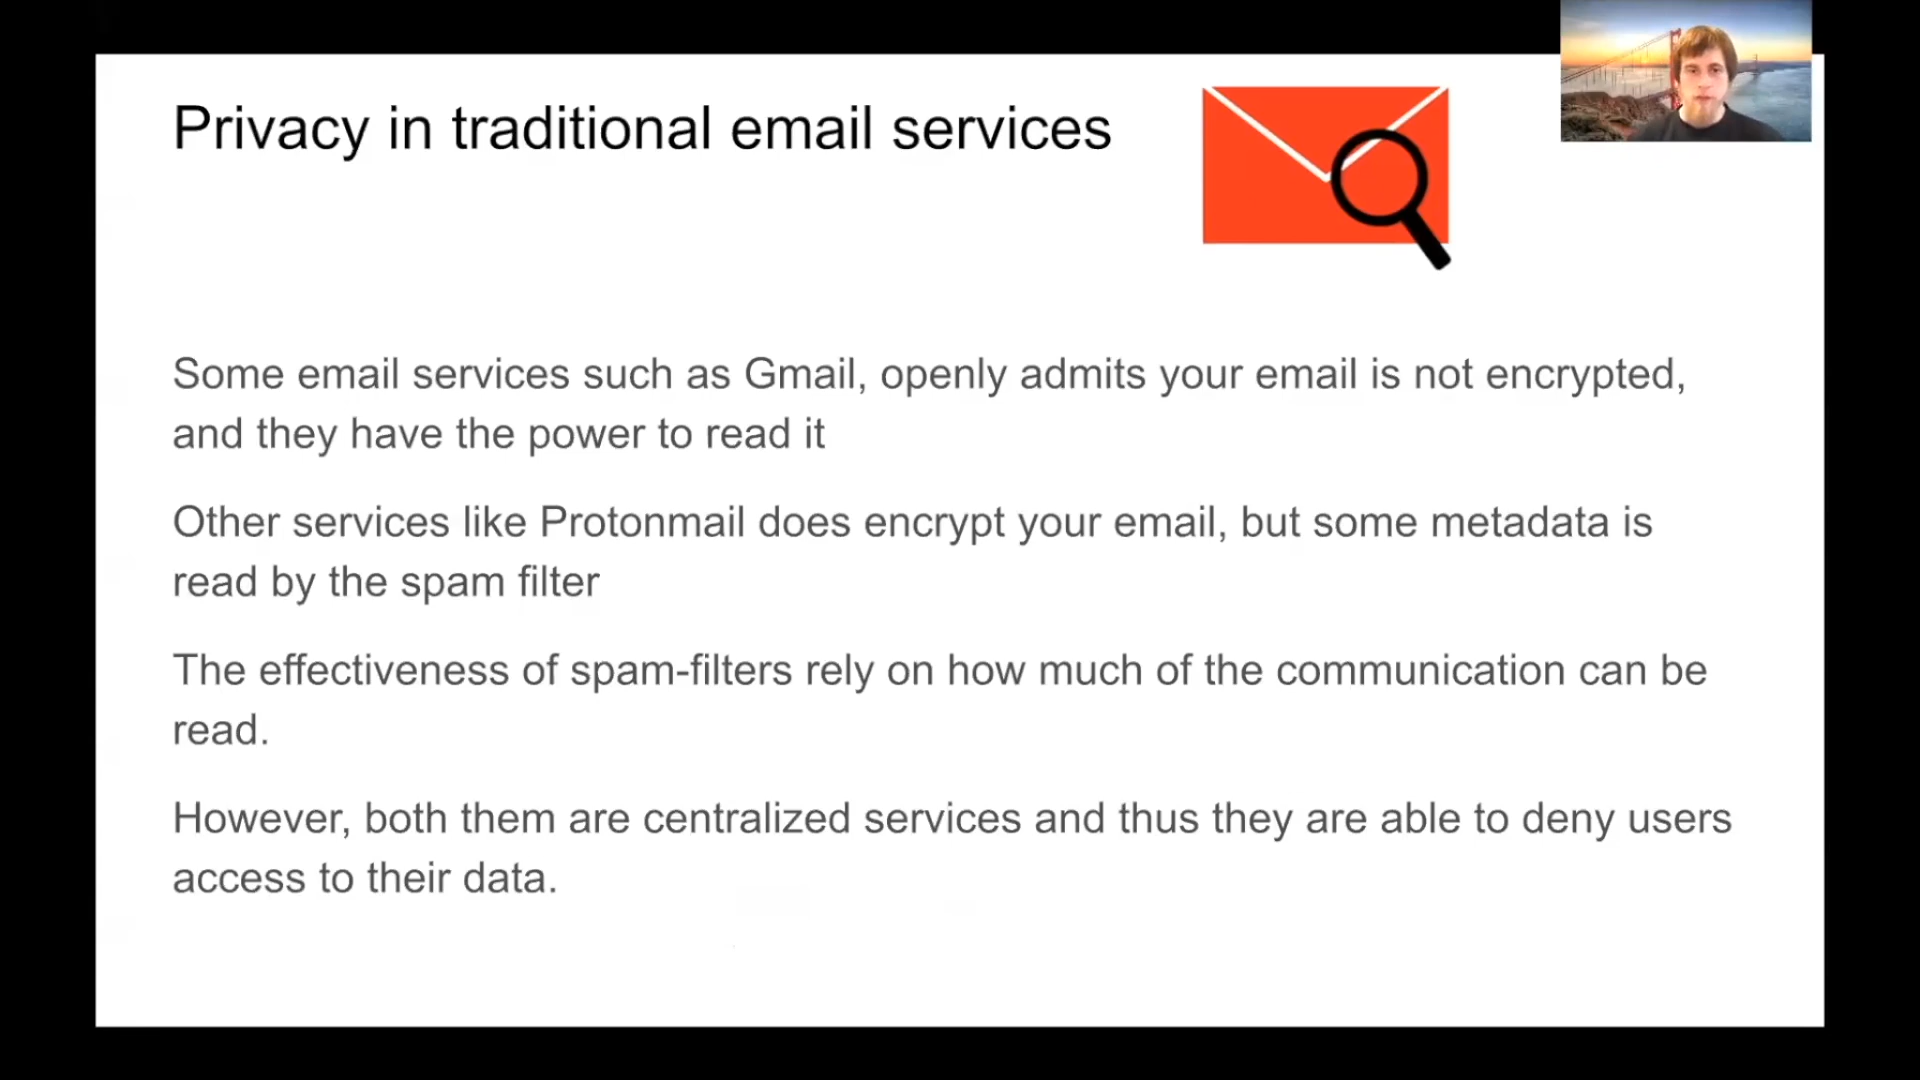 Privacy in traditional email services
Some email services such as Gmail, openly admits your email is not encrypted,
and they have the power to read it
Other services like Protonmail does encrypt your email, but some metadata is
read by the spam filter
The effectiveness of spam-filters rely on how much of the communication can be
read.
However, both them are centralized services and thus they are able to deny users
access to their data.